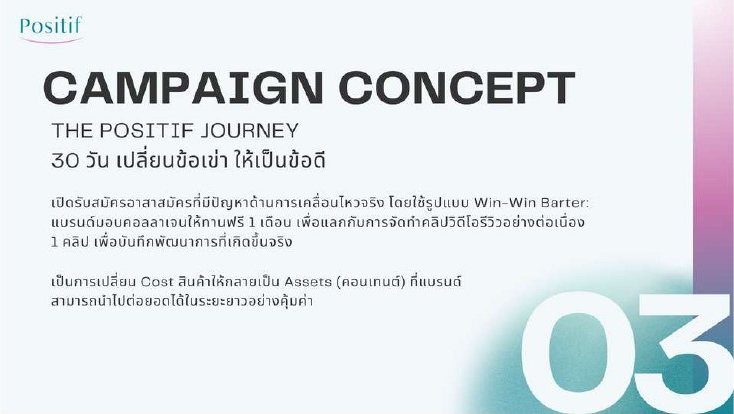 Positif
CAMPAIGN CONCEPT
THE POSITIF JOURNEY
30 วัน เปลี่ยนข้อเข่า ให้เป็นข้อดี
เปิดรับสมัครอาสาสมัครที่มีปัญหาด้านการเคลื่อนไหวจริง โดยใช้รูปแบบ Win-Win Barter:
แบรนด์มอบคอลลาเจนให้ทานฟรี 1 เดือน เพื่อแลกกับการจัดทำคลิปวิดีโอรีวิวอย่างต่อเนื่อง
1 คลิป เพื่อบันทึกพัฒนาการที่เกิดขึ้นจริง
เป็นการเปลี่ยน Cost สินค้าให้กลายเป็น Assets (คอนเทนต์) ที่แบรนด์
สามารถนำไปต่อยอดได้ในระยะยาวอย่างคุ้มค่า
03